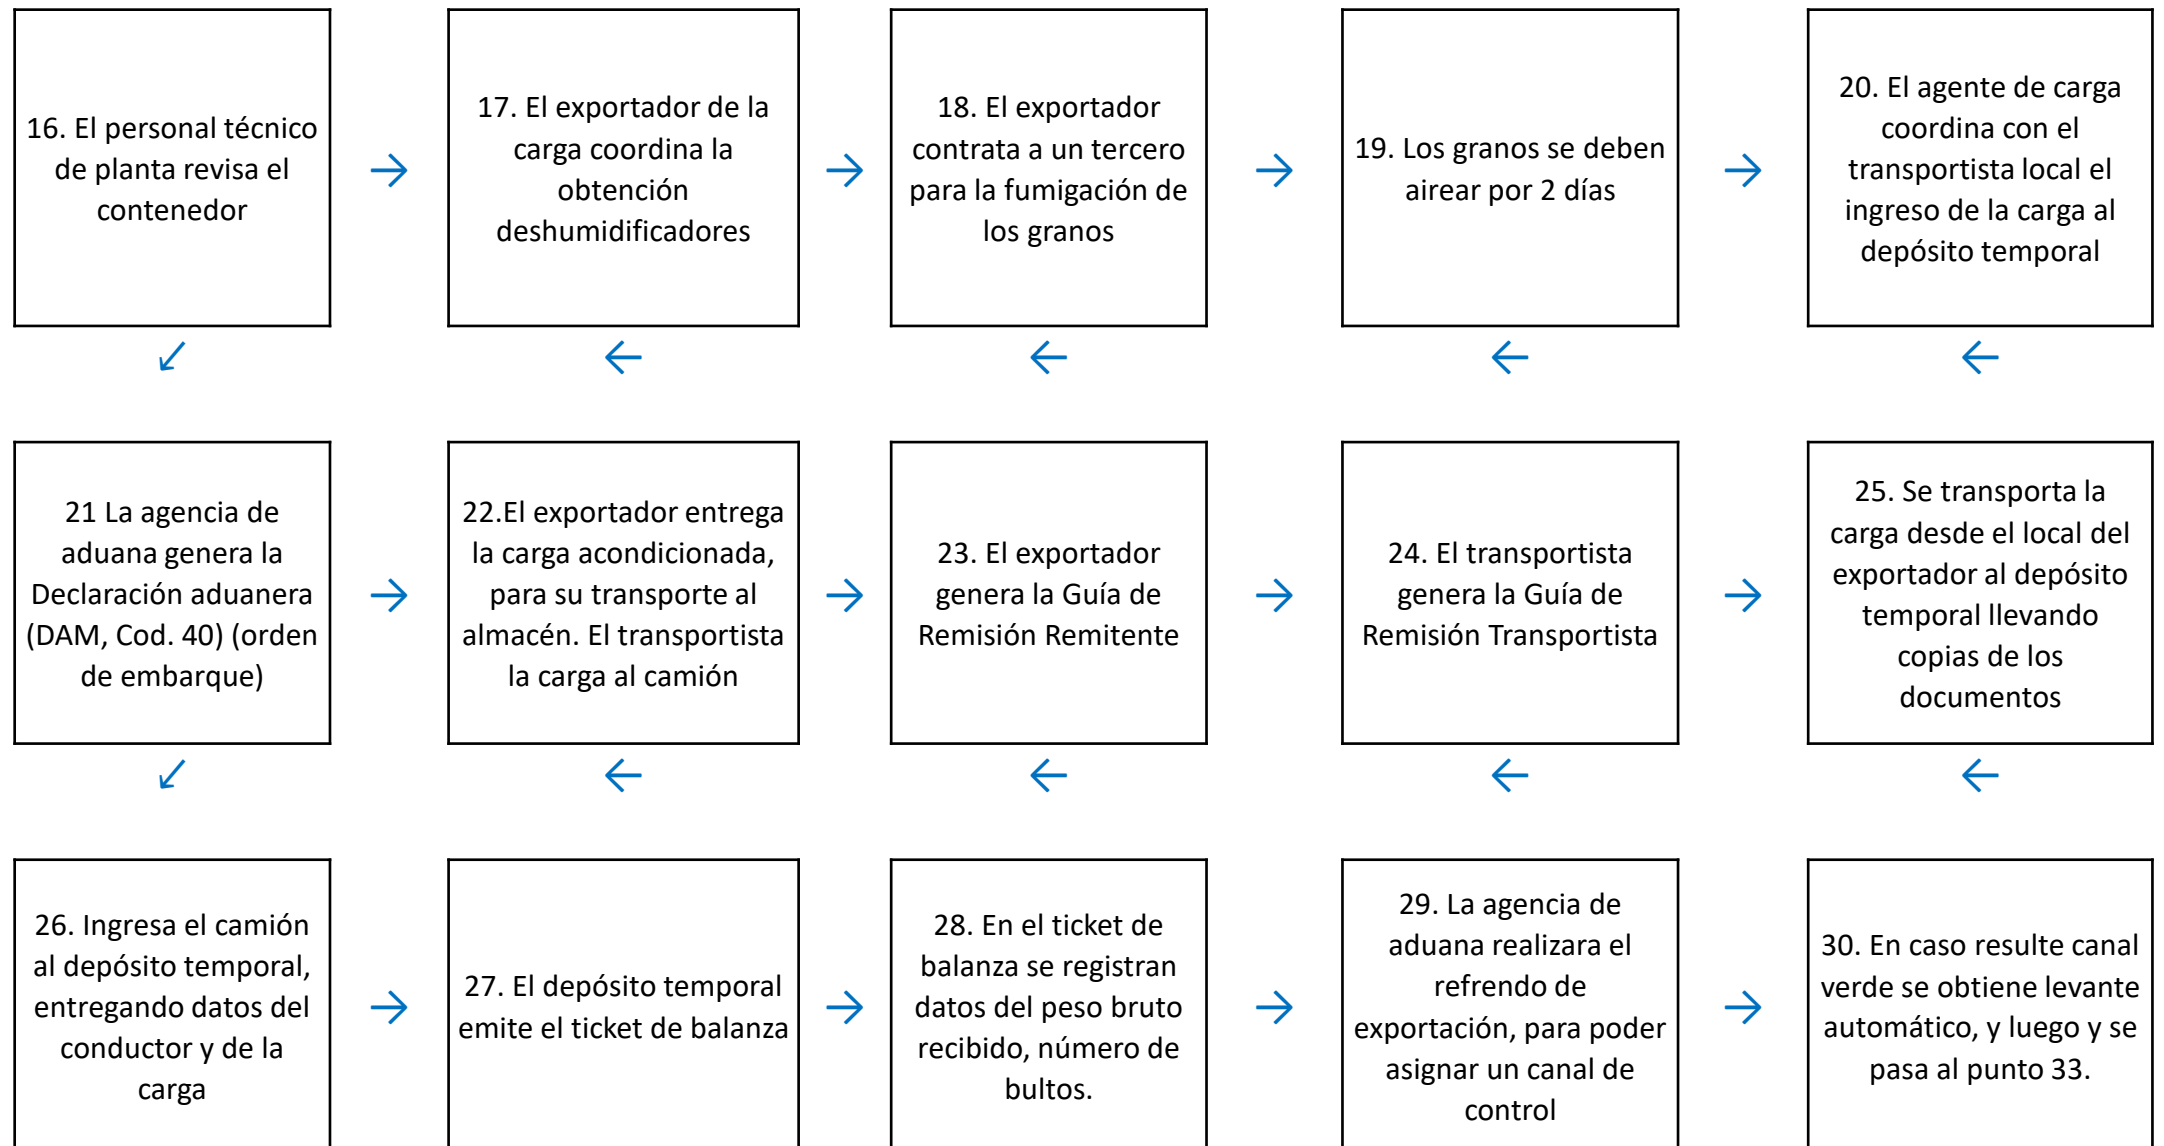 16. El personal técnico
de planta revisa el
contenedor
17. El exportador de la
carga coordina la
obtención
deshumidificadores
18. El exportador
contrata a un tercero
para la fumigación de
los granos
19. Los granos se deben
airear por 2 días
20. El agente de carga
coordina con el
transportista local el
ingreso de la carga al
depósito temporal
21 La agencia de
aduana genera la
Declaración aduanera
(DAM, Cod. 40) (orden
de embarque)
22.El exportador entrega
la carga acondicionada,
para su transporte al
almacén. El transportista
la carga al camión
23. El exportador
genera la Guía de
Remisión Remitente
24. El transportista
genera la Guía de
Remisión Transportista
25. Se transporta la
carga desde el local del
exportador al depósito
temporal llevando
copias de los
documentos
26. Ingresa el camión
al depósito temporal,
entregando datos del
conductor y de la
carga
27. El depósito temporal
emite el ticket de balanza
28. En el ticket de
balanza se registran
datos del peso bruto
recibido, número de
bultos.
29. La agencia de
aduana realizara el
refrendo de
exportación, para poder
asignar un canal de
control
30. En caso resulte canal
verde se obtiene levante
automático, y luego y se
pasa al punto 33.